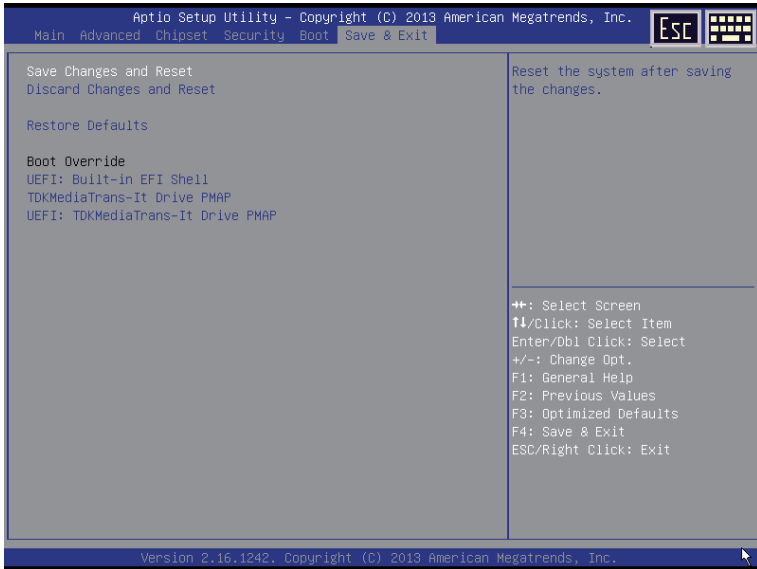 Aptio Setup Utility – Copyright (C) 2013 American Megatrends, Inc.
Esc
Main Advanced Chipset Security Boot Save & Exit
Save Changes and Reset
Discard Changes and Reset
Restore Defaults
Boot Override
UEFI: Built-in EFI Shell
TDKMediaTrans-It Drive PMAP
UEFI: TDKMediaTrans-It Drive PMAP
Reset the system after saving
the changes.
→←: Select Screen
↑↓/Click: Select Item
Enter/Dbl Click: Select
+/-: Change Opt.
F1: General Help
F2: Previous Values
F3: Optimized Defaults
F4: Save & Exit
ESC/Right Click: Exit
Version 2.16.1242. Copyright (C) 2013 American Megatrends, Inc.